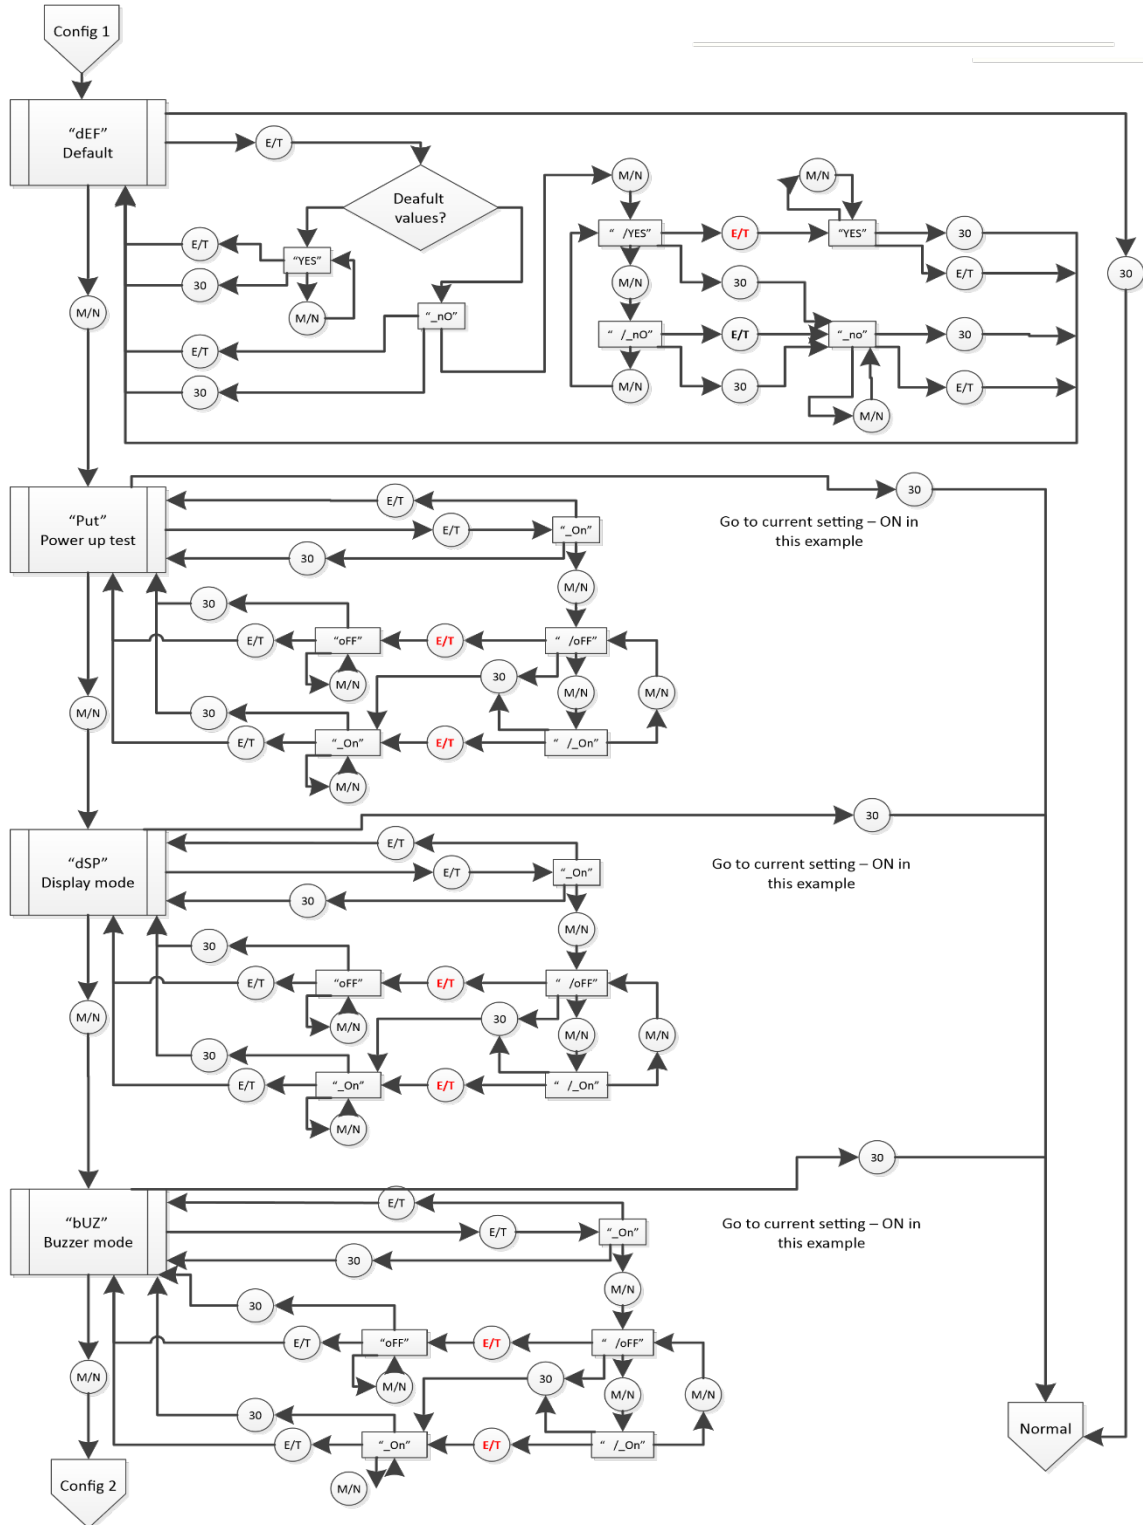 Config 1
“dEF”
Default
E/T
Deafult
values?
M/N
M/N
“ /YES”
E/T
“YES”
30
E/T
“YES”
E/T
30
M/N
30
M/N
30
E/T
M/N
“_nO”
“ /_nO”
E/T
“_no”
30
E/T
30
M/N
30
E/T
M/N
“Put”
Power up test
E/T
30
E/T
“_On”
Go to current setting – ON in
this example
30
M/N
30
E/T
“oFF”
E/T
“ /oFF”
30
M/N
M/N
M/N
M/N
30
E/T
“_On”
E/T
“ /_On”
M/N
“dSP”
Display mode
30
E/T
E/T
“_On”
Go to current setting – ON in
this example
30
M/N
30
E/T
“oFF”
E/T
“ /oFF”
M/N
M/N
30
M/N
M/N
30
E/T
“_On”
E/T
“ /_On”
M/N
“bUZ”
Buzzer mode
30
E/T
E/T
“_On”
Go to current setting – ON in
this example
30
M/N
30
E/T
“oFF”
E/T
“ /oFF”
M/N
M/N
30
M/N
M/N
30
E/T
“_On”
E/T
“ /_On”
M/N
Config 2
Normal